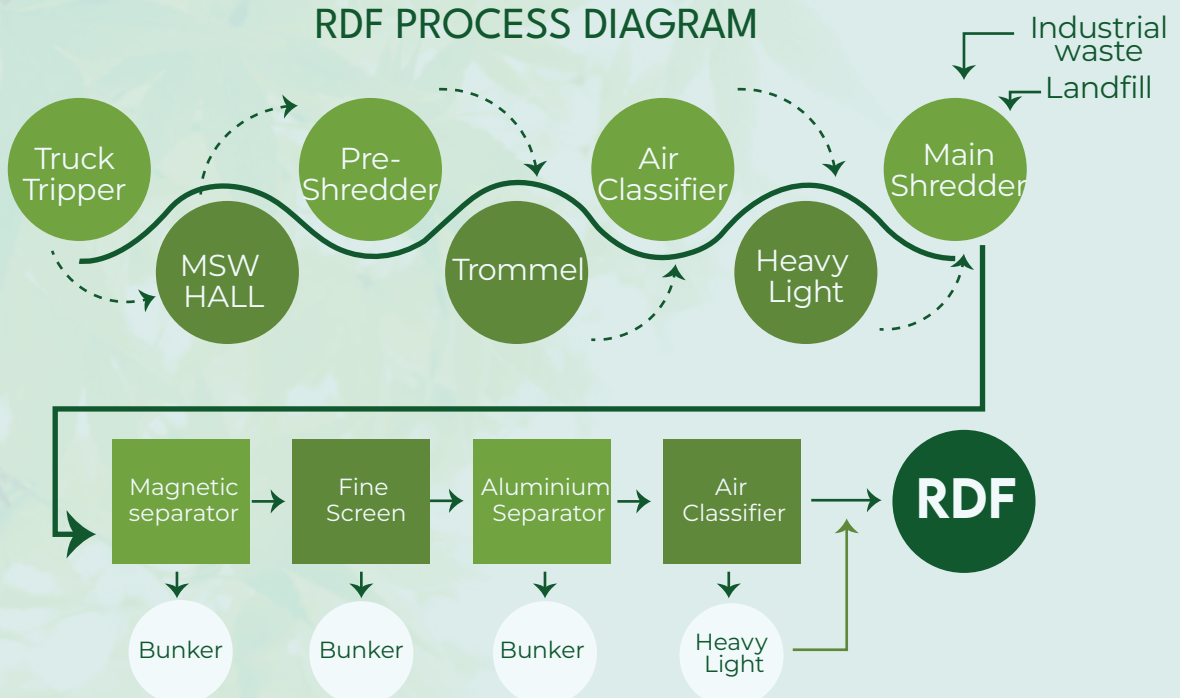 RDF PROCESS DIAGRAM
Industrial
waste
Landfill
Truck
Tripper
MSW
HALL
Pre-
Shredder
Trommel
Air
Classifier
Heavy
Light
Main
Shredder
Magnetic
separator
Fine
Screen
Aluminium
Separator
Air
Classifier
RDF
Bunker
Bunker
Bunker
Heavy
Light